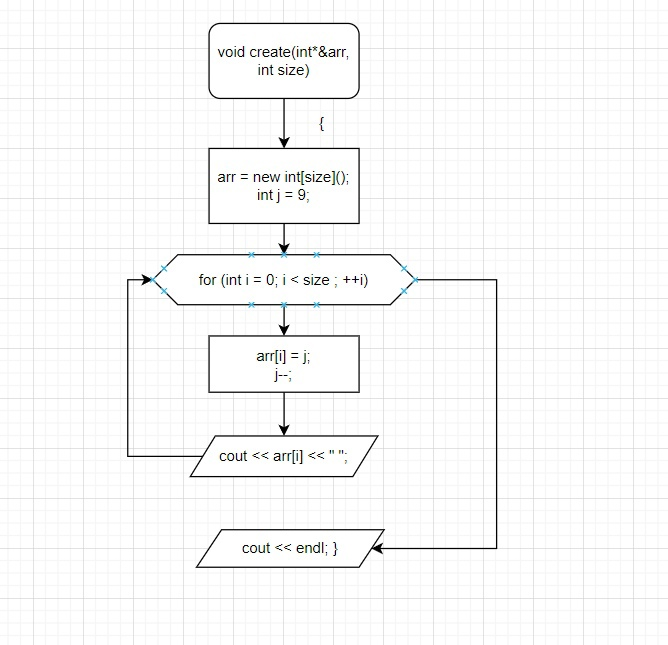 void create(int*&arr,
int size)
{
arr = new int[size]();
int j = 9;
for (int i = 0; i < size ; ++i)
arr[i] = j;
j--;
cout << arr[i] << " ";
cout << endl; }